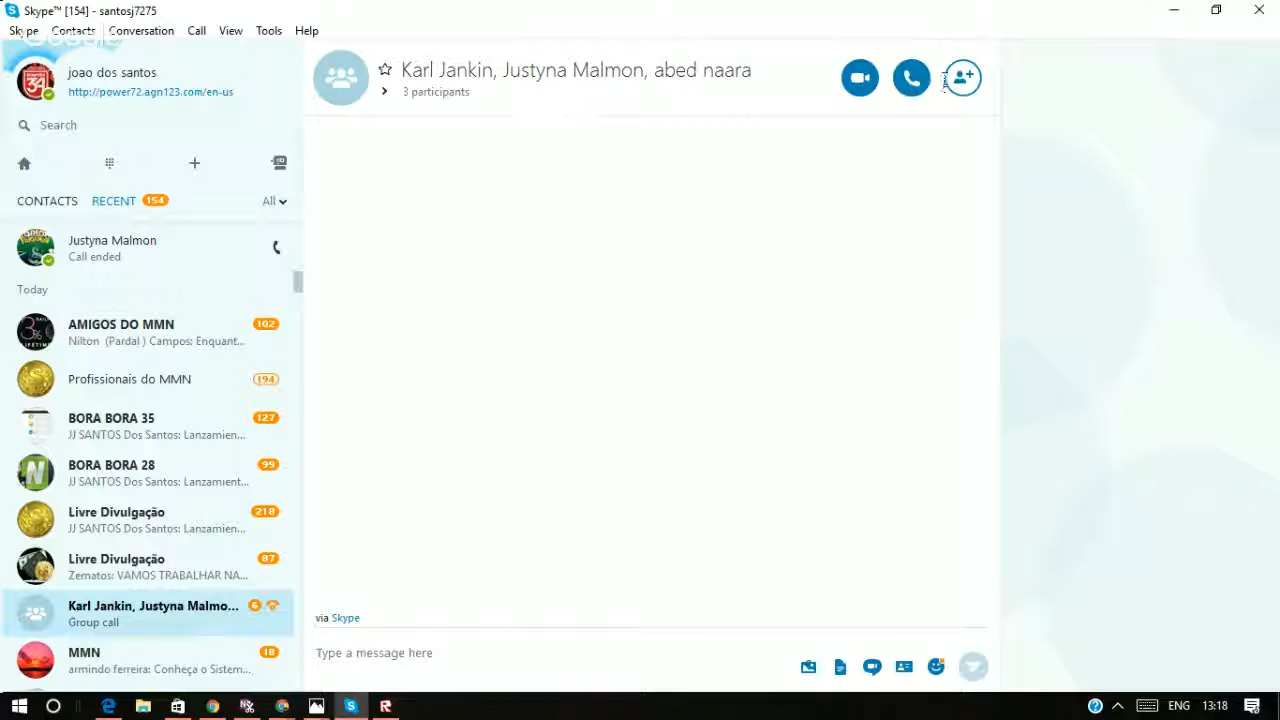 Skype™ [154] - santosj7275
Skype Contacts Conversation Call View Tools Help
joao dos santos
http://power72.agn123.com/en-us
Search
CONTACTS RECENT 154 All
Justyna Malmon
Call ended
Today
AMIGOS DO MMN 102
Nilton (Pardal ) Campos: Enquant...
Profissionais do MMN 194
BORA BORA 35 127
JJ SANTOS Dos Santos: Lanzamien...
BORA BORA 28 99
JJ SANTOS Dos Santos: Lanzamient...
Livre Divulgação 218
JJ SANTOS Dos Santos: Lanzamien...
Livre Divulgação 87
Zematos: VAMOS TRABALHAR NA...
Karl Jankin, Justyna Malmo... 6
Group call
MMN 18
armindo ferreira: Conheça o Sistem...
Karl Jankin, Justyna Malmon, abed naara
3 participants
via Skype
Type a message here
ENG 13:18